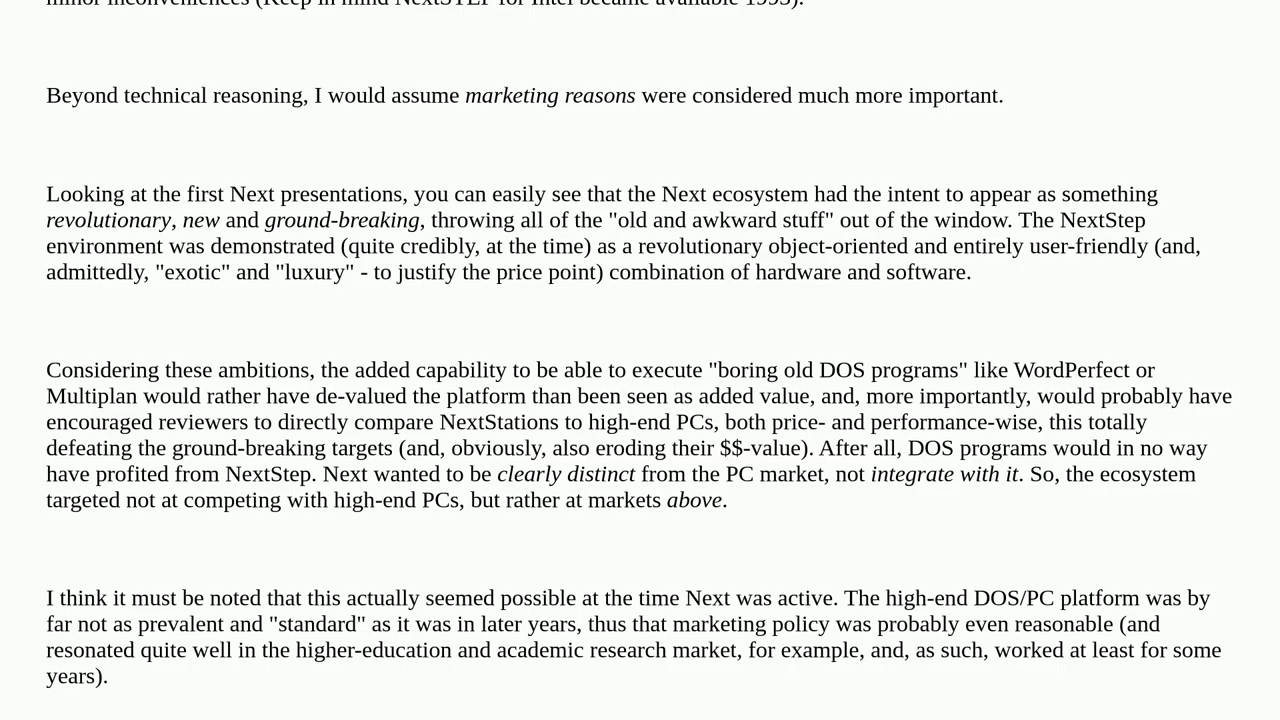 minor inconveniences (Keep in mind NextSTEP for Intel became available 1993).
Beyond technical reasoning, I would assume marketing reasons were considered much more important.
Looking at the first Next presentations, you can easily see that the Next ecosystem had the intent to appear as something
revolutionary, new and ground-breaking, throwing all of the "old and awkward stuff" out of the window. The NextStep
environment was demonstrated (quite credibly, at the time) as a revolutionary object-oriented and entirely user-friendly (and,
admittedly, "exotic" and "luxury" - to justify the price point) combination of hardware and software.
Considering these ambitions, the added capability to be able to execute "boring old DOS programs" like WordPerfect or
Multiplan would rather have de-valued the platform than been seen as added value, and, more importantly, would probably have
encouraged reviewers to directly compare NextStations to high-end PCs, both price- and performance-wise, this totally
defeating the ground-breaking targets (and, obviously, also eroding their $$-value). After all, DOS programs would in no way
have profited from NextStep. Next wanted to be clearly distinct from the PC market, not integrate with it. So, the ecosystem
targeted not at competing with high-end PCs, but rather at markets above.
I think it must be noted that this actually seemed possible at the time Next was active. The high-end DOS/PC platform was by
far not as prevalent and "standard" as it was in later years, thus that marketing policy was probably even reasonable (and
resonated quite well in the higher-education and academic research market, for example, and, as such, worked at least for some
years).